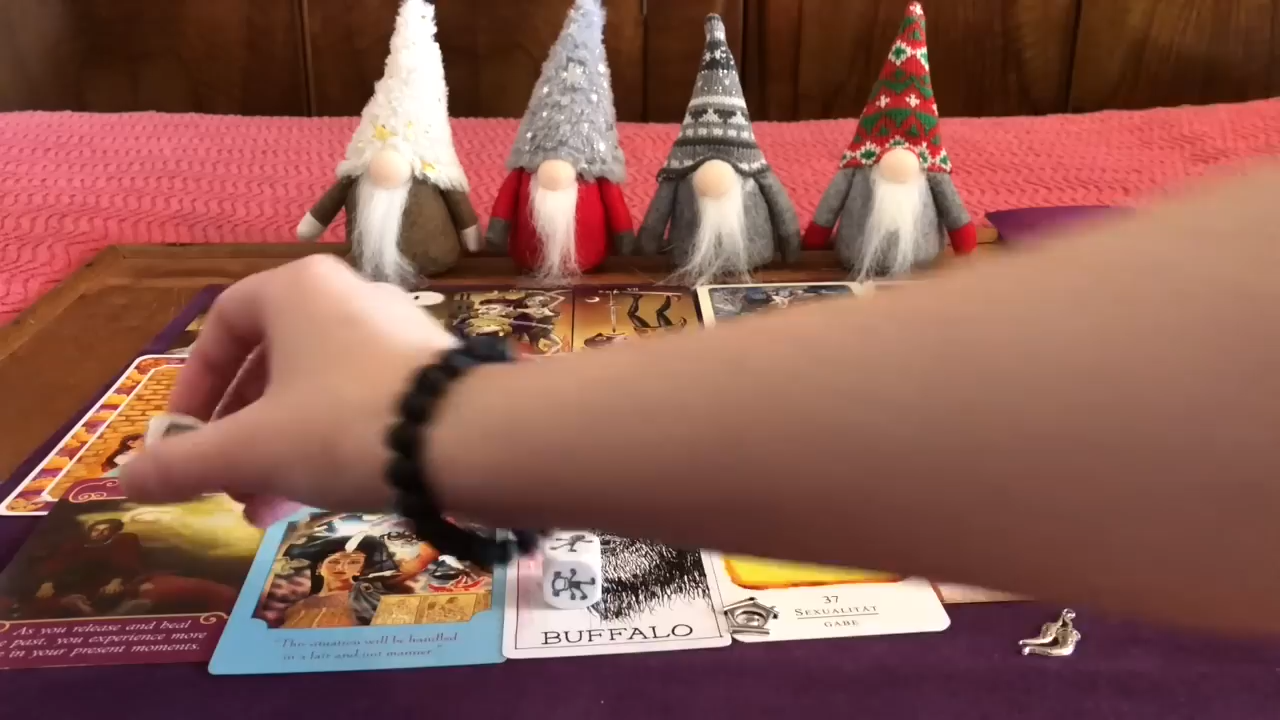 As you release and heal
past, you experience more
in your present moments.
"This situation will be handled
in a fair and just manner."
BUFFALO
37
SEXUALITÄT
GABE